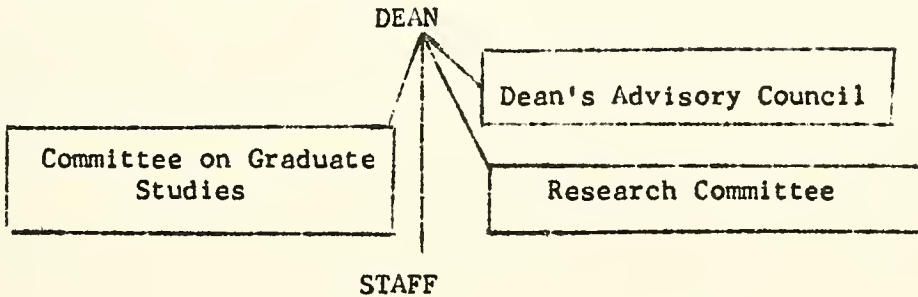 DEAN
Dean's Advisory Council
Committee on Graduate
Studies
Research Committee
STAFF